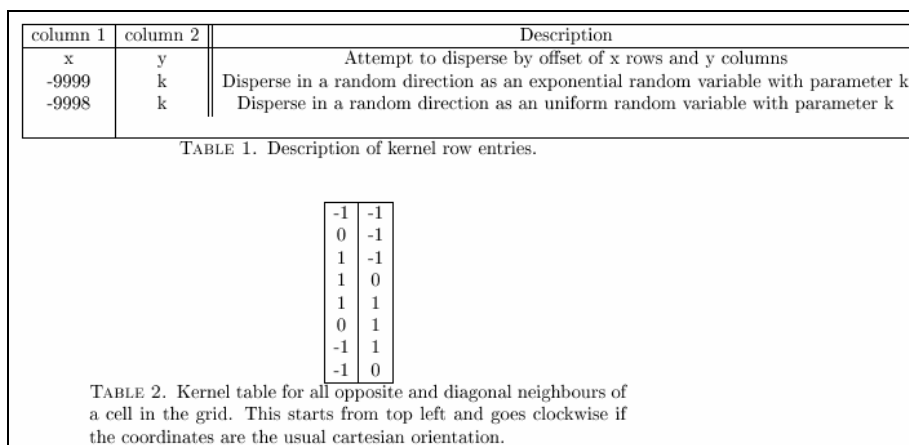 column 1 column 2 Description
x y Attempt to disperse by offset of x rows and y columns
-9999 k Disperse in a random direction as an exponential random variable with parameter k
-9998 k Disperse in a random direction as an uniform random variable with parameter k
TABLE 1. Description of kernel row entries.
-1 -1
0 -1
1 -1
1 0
1 1
0 1
-1 1
-1 0
TABLE 2. Kernel table for all opposite and diagonal neighbours of
a cell in the grid. This starts from top left and goes clockwise if
the coordinates are the usual cartesian orientation.